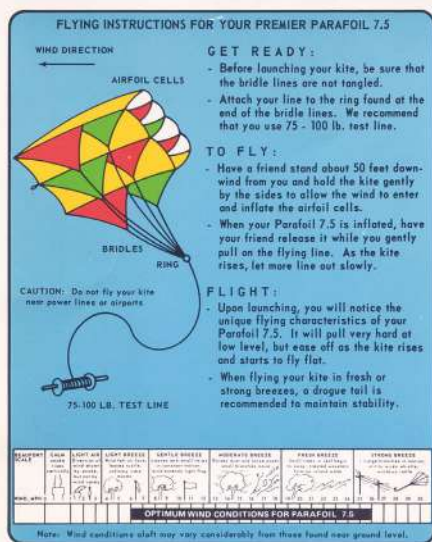 FLYING INSTRUCTIONS FOR YOUR PREMIER PARAFOIL 7.5
WIND DIRECTION
AIRFOIL CELLS
BRIDLES
RING
CAUTION: Do not fly your kite
near power lines or airports
75-100 LB. TEST LINE
GET READY:
- Before launching your kite, be sure that
the bridle lines are not tangled.
- Attach your line to the ring found at the
end of the bridle lines. We recommend
that you use 75 - 100 lb. test line.
TO FLY:
- Have a friend stand about 50 feet down-
wind from you and hold the kite gently
by the sides to allow the wind to enter
and inflate the airfoil cells.
- When your Parafoil 7.5 is inflated, have
your friend release it while you gently
pull on the flying line. As the kite
rises, let more line out slowly.
FLIGHT:
- Upon launching, you will notice the
unique flying characteristics of your
Parafoil 7.5. It will pull very hard at
low level, but ease off as the kite rises
and starts to fly flat.
- When flying your kite in fresh or
strong breezes, a drogue tail is
recommended to maintain stability.
BEAUFORT SCALE
CALM
LIGHT AIR
LIGHT BREEZE
GENTLE BREEZE
MODERATE BREEZE
FRESH BREEZE
STRONG BREEZE
OPTIMUM WIND CONDITIONS FOR PARAFOIL 7.5
Note: Wind conditions aloft may vary considerably from those found near ground level.